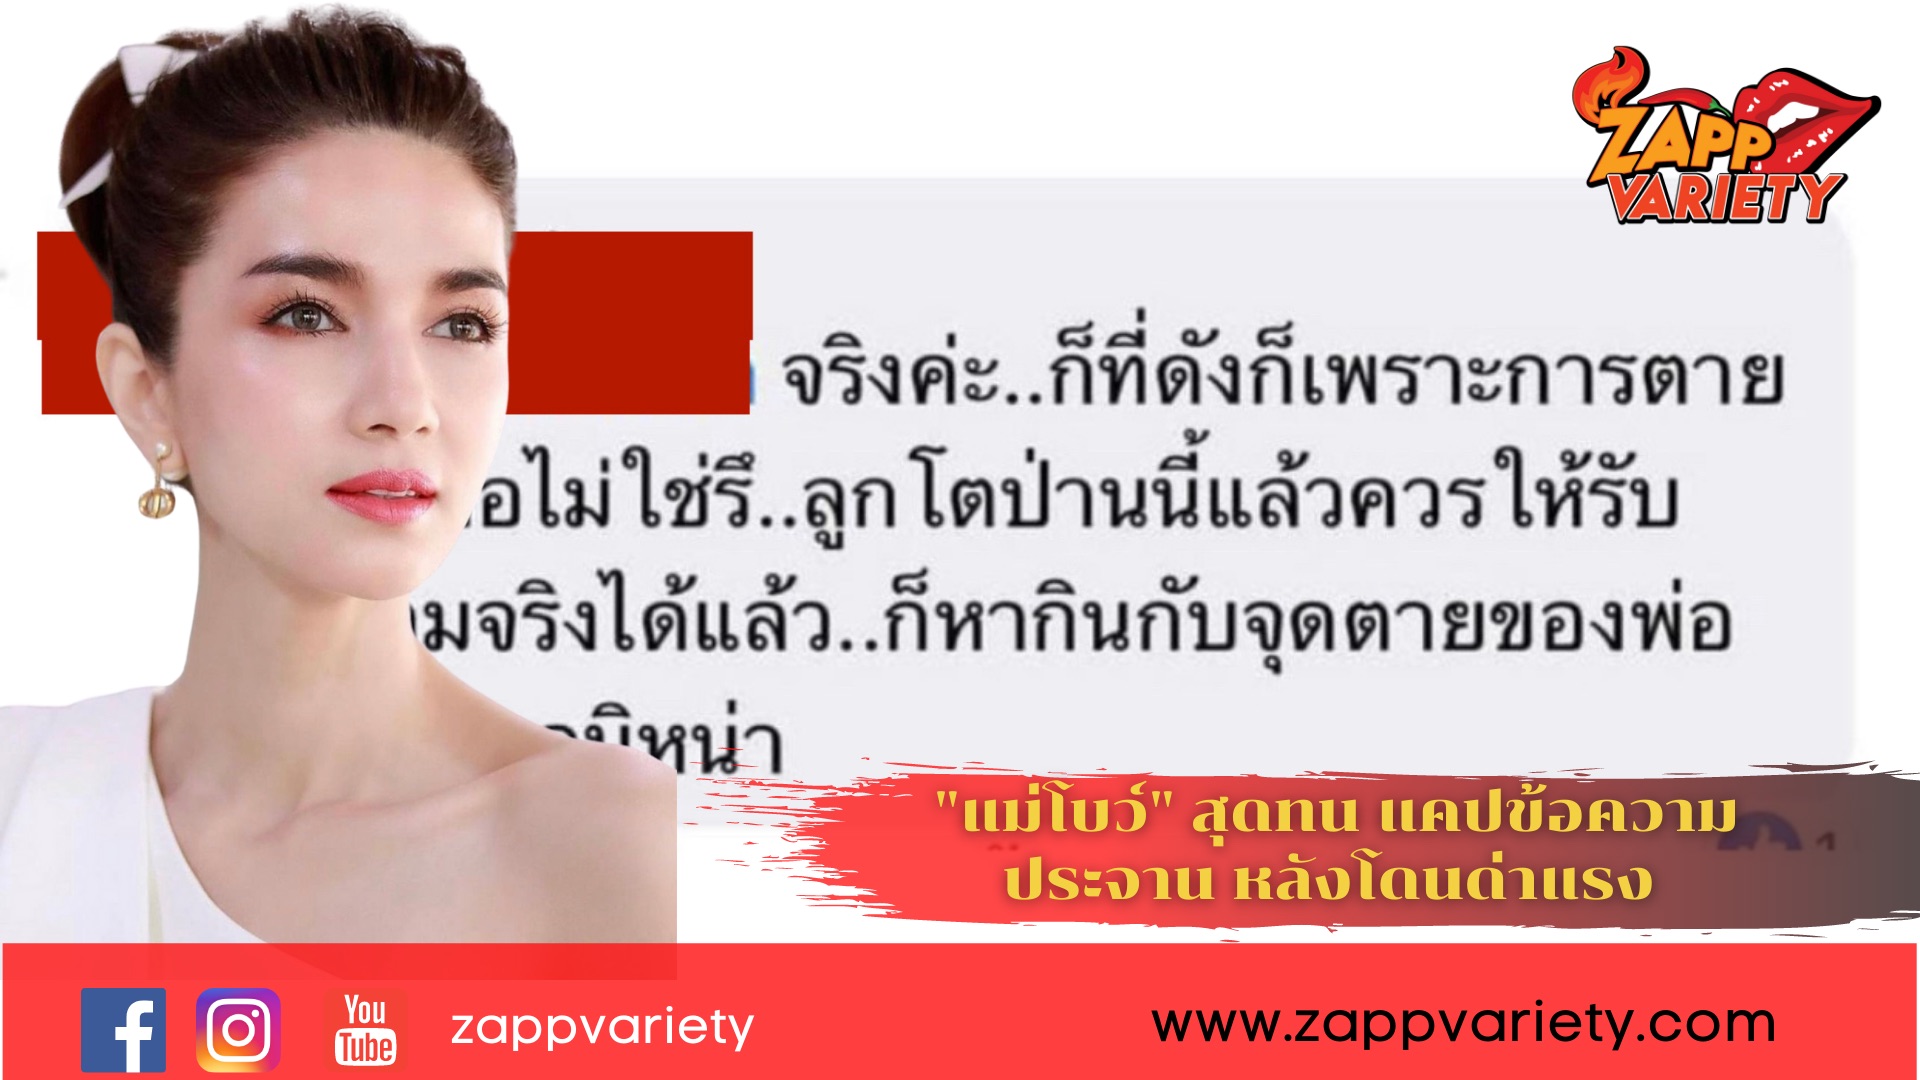 ZAPP
VARIETY
จริงค่ะ..ก็ที่ดังก็เพราะการตาย
อไม่ใช่รึ..ลูกโตป่านนี้แล้วควรให้รับ
มจริงได้แล้ว..ก็หากินกับจุดตายของพ่อ
มิหน่า
"แม่โบว์" สุดทน แคปข้อความ
ประจาน หลังโดนด่าแรง
You
Tube
zappvariety
www.zappvariety.com